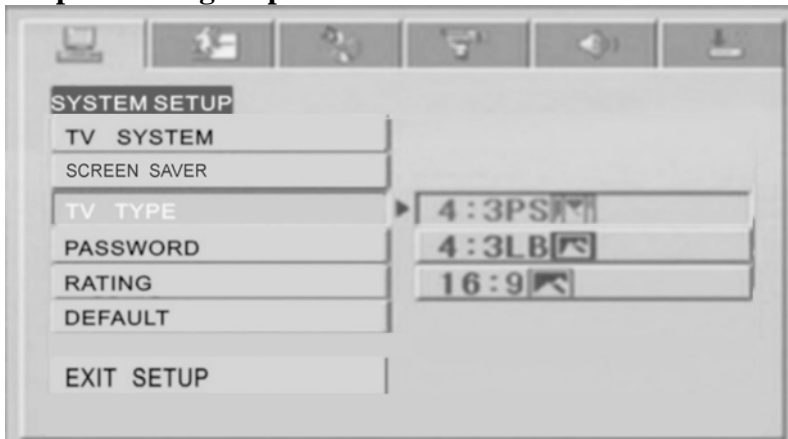 SYSTEM SETUP
TV SYSTEM
SCREEN SAVER
TV TYPE
4:3PS
PASSWORD
4:3LB
RATING
16:9
DEFAULT
EXIT SETUP